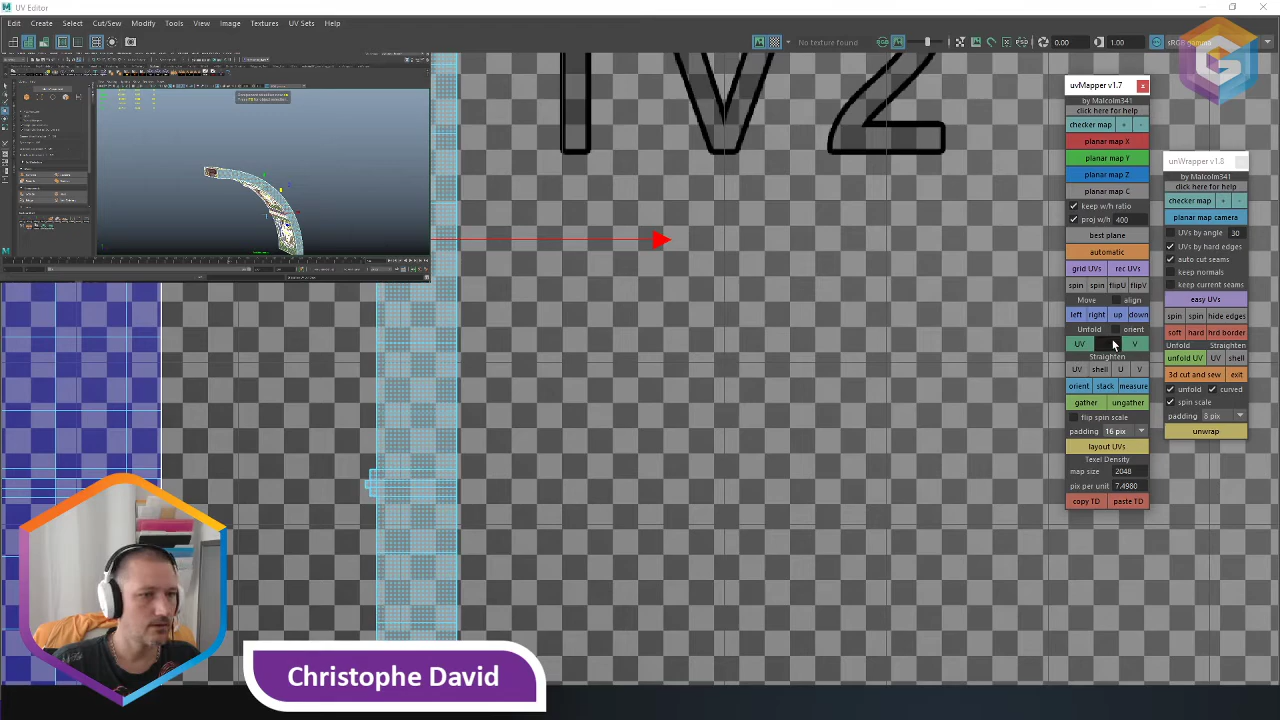 UV Editor
Edit Create Select Cut/Sew Modify Tools View Image Textures UV Sets Help
No texture found 0.00 1.00 sRGB gamma
1 V 2
uvMapper v1.7
by Malcolm341
click here for help
checker map + -
planar map X
planar map Y
planar map Z
planar map C
keep w/h ratio
proj w/h 400
best plane
automatic
grid UVs rec UVs
spin spin flipU flipV
Move align
left right up down
Unfold orient
UV V
Straighten
UV shell U V
orient stack measure
gather ungather
flip spin scale
padding 16 pix
layout UVs
Texel Density
map size 2048
pix per unit 7.4980
copy TD paste TD
unWrapper v1.8
by Malcolm341
click here for help
checker map + -
planar map camera
UVs by angle 30
UVs by hard edges
auto cut seams
keep normals
keep current seams
easy UVs
spin spin hide edges
soft hard hrd border
Unfold Straighten
unfold UV UV shell
3d cut and sew exit
unfold curved
spin scale
padding 8 pix
unwrap
Christophe David